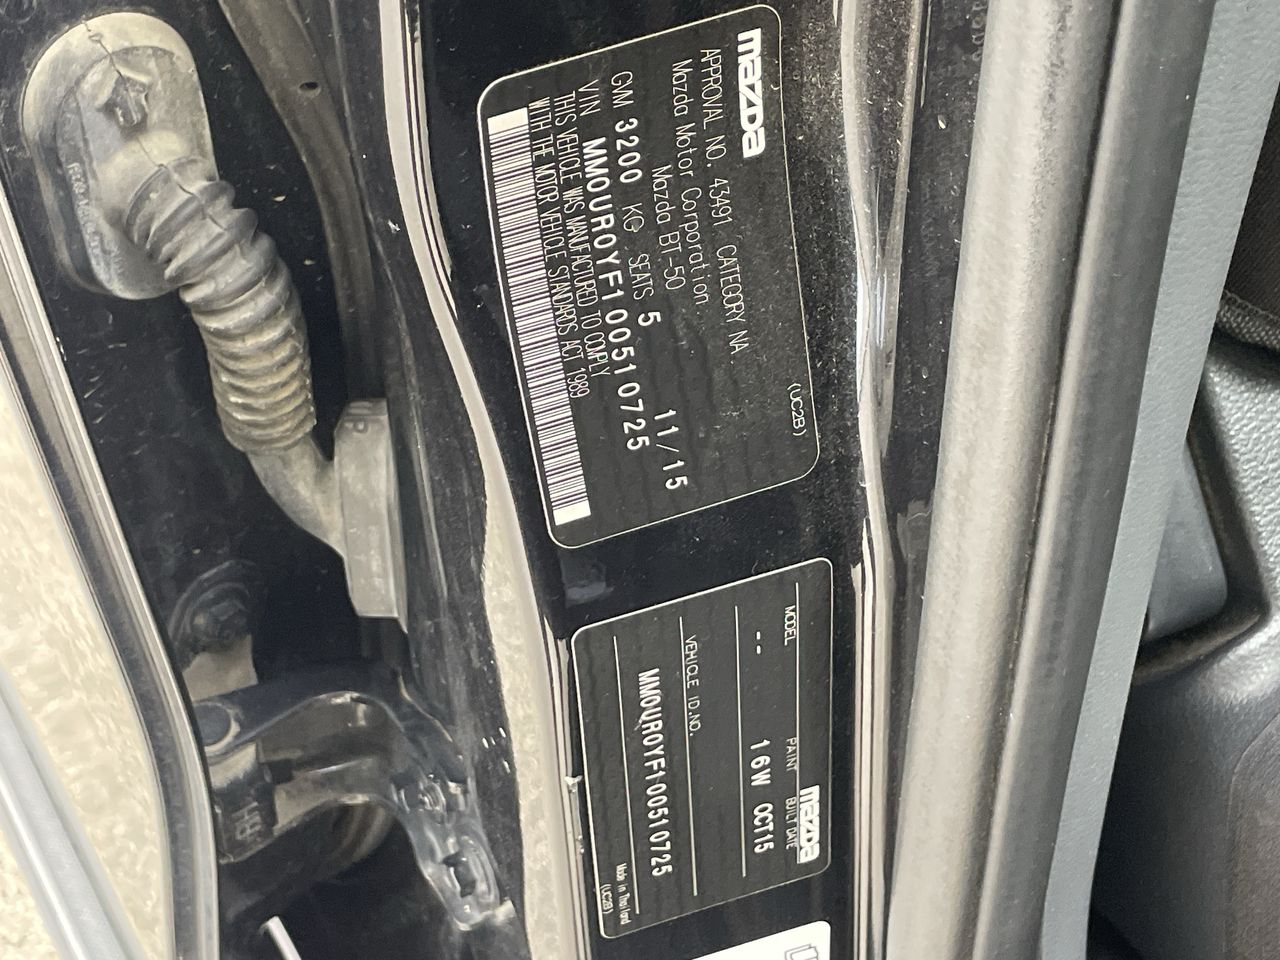 mazda
(UC2B)
APPROVAL NO. 43491 CATEGORY NA
Mazda Motor Corporation.
Mazda BT-50
GVM 3200 KG SEATS 5 11/15
VIN MM0UR0YF100510725
THIS VEHICLE WAS MANUFACTURED TO COMPLY
WITH THE MOTOR VEHICLE STANDARDS ACT 1989
mazda
MODEL PAINT BUILT DATE
-- 16W OCT15
VEHICLE ID.NO.
MM0UR0YF100510725
Made in Thailand
(UC2B)